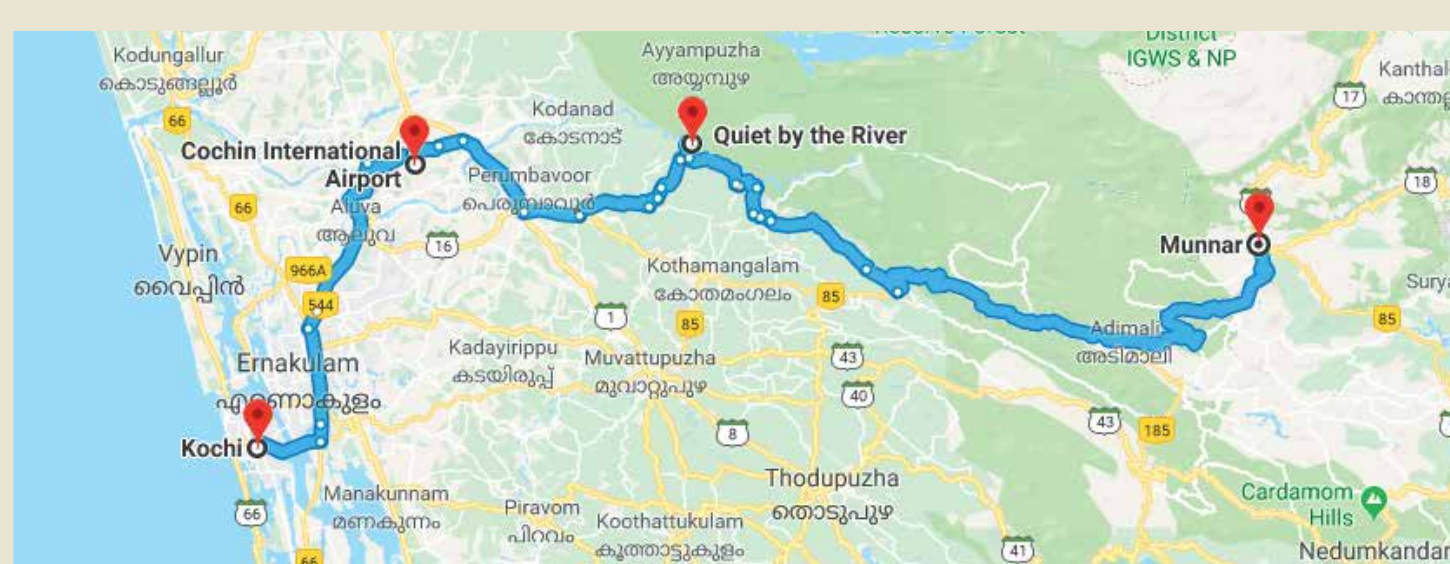 Kodungallur
കൊടുങ്ങല്ലൂർ
66
Cochin International
Airport
Aluva
ആലുവ
66
Vypin
വൈപ്പിൻ
966A
544
16
Ernakulam
എറണാകുളം
Kochi
66
66
Manakunnam
മണകുന്നം
Ayyampuzha
അയ്യമ്പുഴ
Kodanad
കോടനാട്
Quiet by the River
Perumbavoor
പെരുമ്പാവൂർ
Kothamangalam
കോതമംഗലം
85
1
85
Kadayirippu
കടയിരുപ്പ്
Muvattupuzha
മൂവാറ്റുപുഴ
43
40
8
Thodupuzha
തൊടുപുഴ
Piravom
പിറവം
Koothattukulam
കൂത്താട്ടുകുളം
41
District
IGWS & NP
17
18
Munnar
85
Adimali
അടിമാലി
43
185
Cardamom
Hills